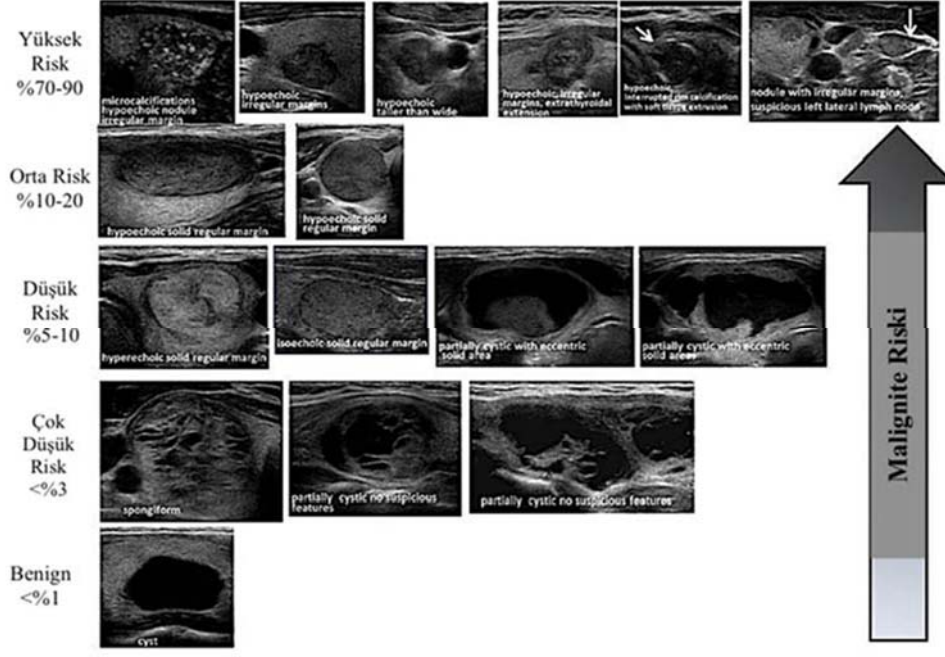 Yüksek
Risk
%70-90
microcalcifications
hypoechoic nodule
irregular margin
hypoechoic
irregular margins
hypoechoic
taller than wide
hypoechoic, irregular
margins, extrathyroidal
extension
hypoechoic,
interrupted rim calcification
with soft tissue extrusion
nodule with irregular margins,
suspicious left lateral lymph node
Orta Risk
%10-20
hypoechoic solid regular margin
hypoechoic solid
regular margin
Düşük
Risk
%5-10
hyperechoic solid regular margin
isoechoic solid regular margin
partially cystic with eccentric
solid area
partially cystic with eccentric
solid areas
Çok
Düşük
Risk
<%3
spongiform
partially cystic no suspicious
features
partially cystic no suspicious features
Benign
<%1
cyst
Malignite Riski